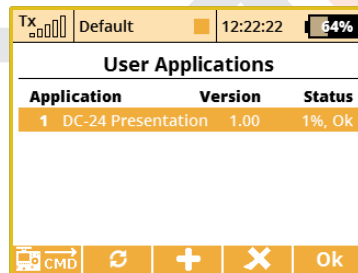 Tx Default 12:22:22 64%
User Applications
Application Version Status
1 DC-24 Presentation 1.00 1%, Ok
CMD Ok